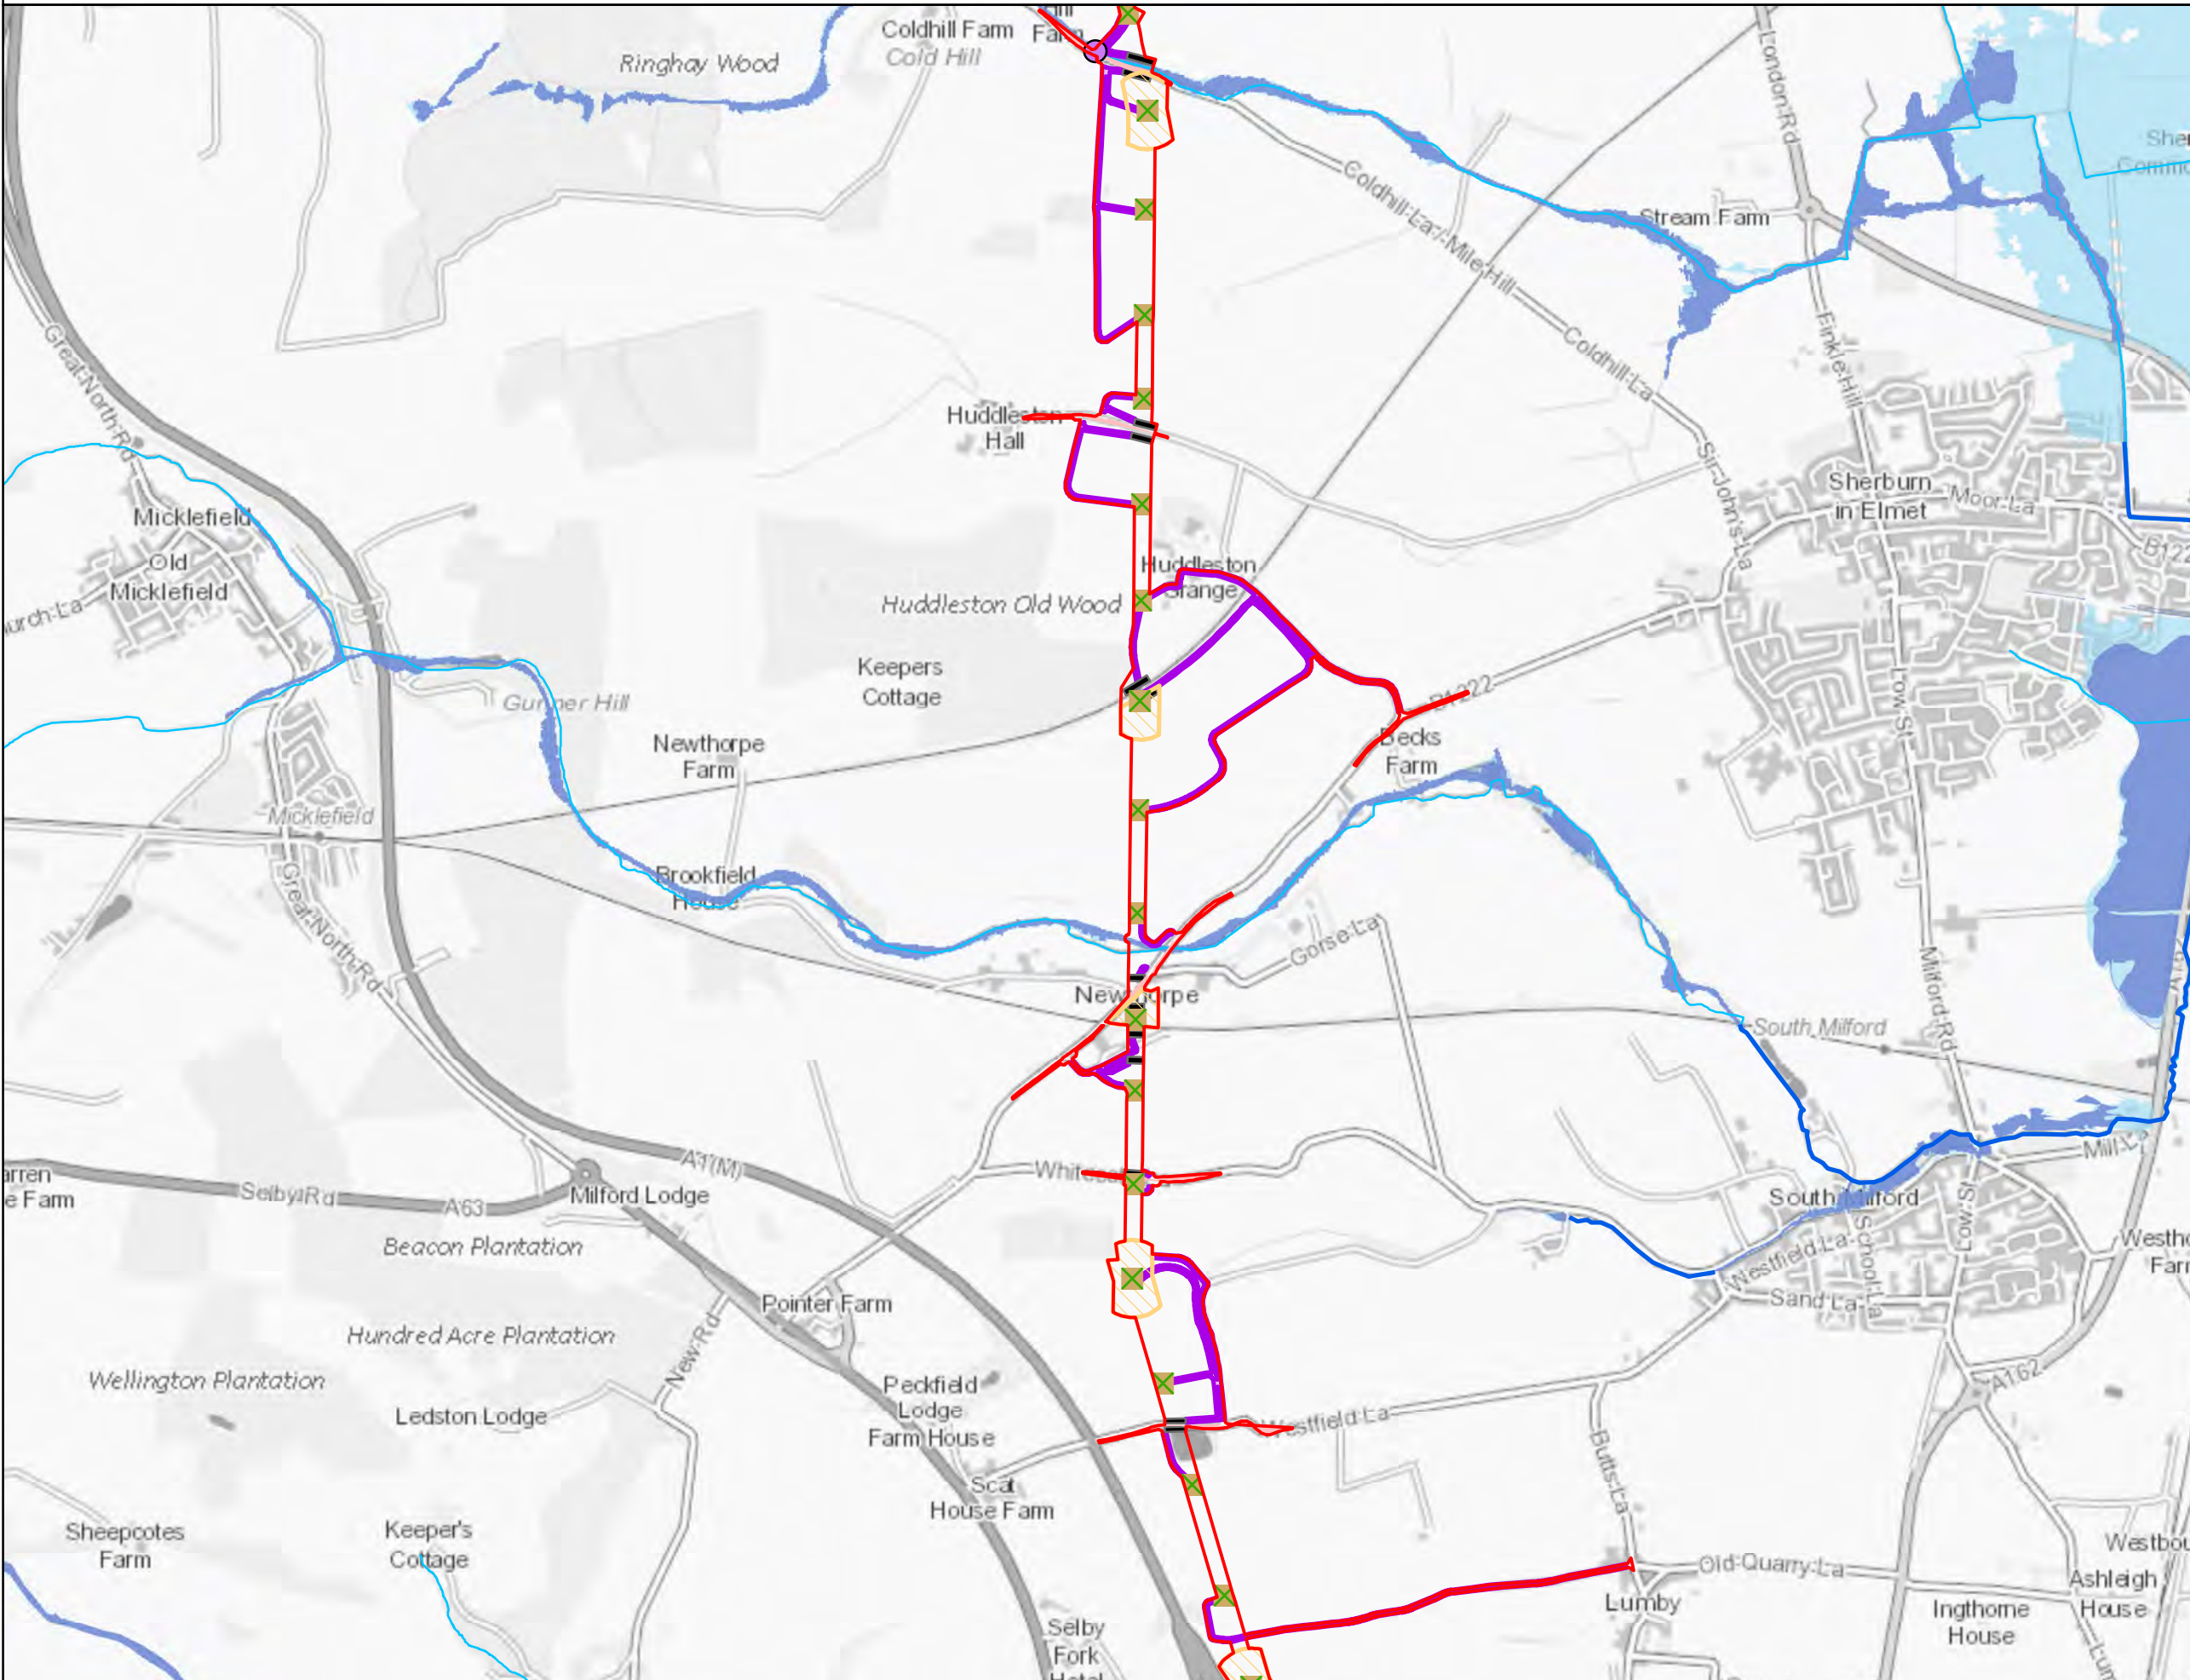 Coldhill Farm
Cold Hill
Farm
Ringhay Wood
London Rd
Stream Farm
Coldhill La / Mile Hill
Coldhill La
Finkle Hill
Great North Rd
Huddleston
Hall
Sir John's La
Sherburn
in Elmet
Moor La
Micklefield
Old
Micklefield
Huddleston
Grange
Huddleston Old Wood
Keepers
Cottage
Gunner Hill
Newthorpe
Farm
B1222
Becks
Farm
Low St
Micklefield
Brookfield
House
Great North Rd
Gorse La
Milford Rd
Newthorpe
South Milford
A1(M)
Selby Rd
A63
Milford Lodge
Mill La
South Milford
Low St
School La
Westfield La
Sand La
Beacon Plantation
Pointer Farm
Hundred Acre Plantation
New Rd
Wellington Plantation
Ledston Lodge
Peckfield
Lodge
Farm House
A162
Westfield La
Butts La
Scat
House Farm
Sheepcotes
Farm
Keeper's
Cottage
Old Quarry La
Lumby
Ashleigh
House
Ingthorne
House
Selby
Fork
Hotel